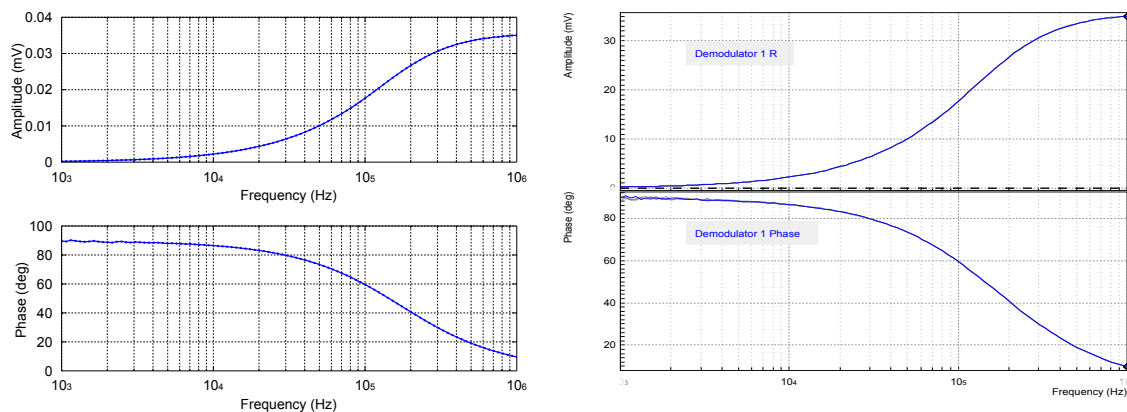 0.04
0.03
0.02
0.01
0
Amplitude (mV)
10³ 10⁴ 10⁵ 10⁶
Frequency (Hz)
100
80
60
40
20
0
Phase (deg)
10³ 10⁴ 10⁵ 10⁶
Frequency (Hz)
30
20
10
0
Amplitude (mV)
Demodulator 1 R
80
60
40
20
Phase (deg)
Demodulator 1 Phase
10⁴ 10⁵
Frequency (Hz)